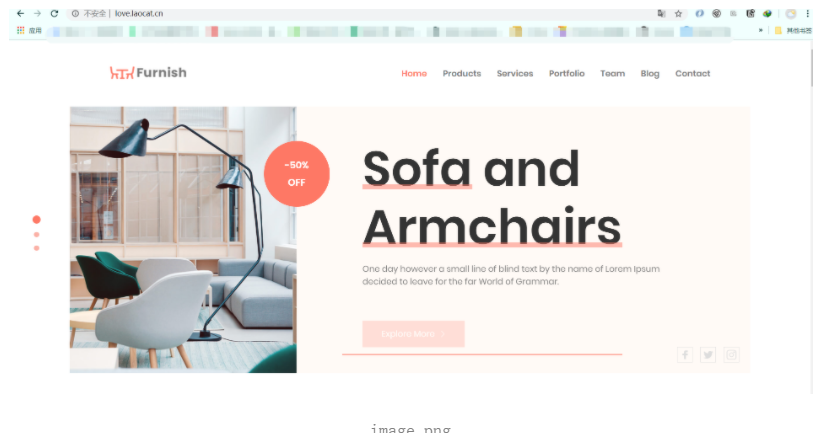 不安全 | love.laocat.cn
应用
» 其他书签
Furnish
Home Products Services Portfolio Team Blog Contact
-50%
OFF
Sofa and
Armchairs
One day however a small line of blind text by the name of Lorem Ipsum
decided to leave for the far World of Grammar.
Explore More
image.png